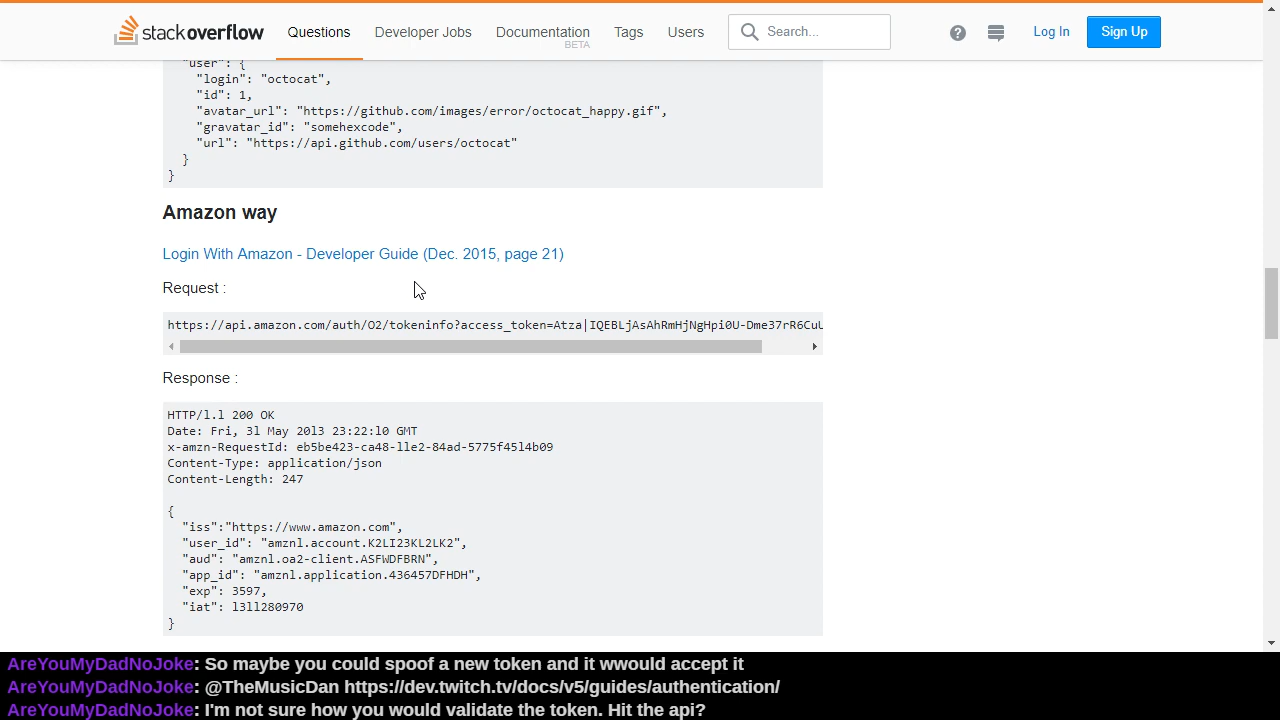 stackoverflow Questions Developer Jobs Documentation BETA Tags Users Search... Log In Sign Up
"user": {
"login": "octocat",
"id": 1,
"avatar_url": "https://github.com/images/error/octocat_happy.gif",
"gravatar_id": "somehexcode",
"url": "https://api.github.com/users/octocat"
}
}
Amazon way
Login With Amazon - Developer Guide (Dec. 2015, page 21)
Request :
https://api.amazon.com/auth/O2/tokeninfo?access_token=Atza|IQEBLjAsAhRmHjNgHpi0U-Dme37rR6CuU
Response :
HTTP/l.l 200 OK
Date: Fri, 3l May 20l3 23:22:l0 GMT
x-amzn-RequestId: eb5be423-ca48-lle2-84ad-5775f45l4b09
Content-Type: application/json
Content-Length: 247
{
"iss":"https://www.amazon.com",
"user_id": "amznl.account.K2LI23KL2LK2",
"aud": "amznl.oa2-client.ASFWDFBRN",
"app_id": "amznl.application.436457DFHDH",
"exp": 3597,
"iat": l3ll280970
}
AreYouMyDadNoJoke: So maybe you could spoof a new token and it wwould accept it
AreYouMyDadNoJoke: @TheMusicDan https://dev.twitch.tv/docs/v5/guides/authentication/
AreYouMyDadNoJoke: I'm not sure how you would validate the token. Hit the api?